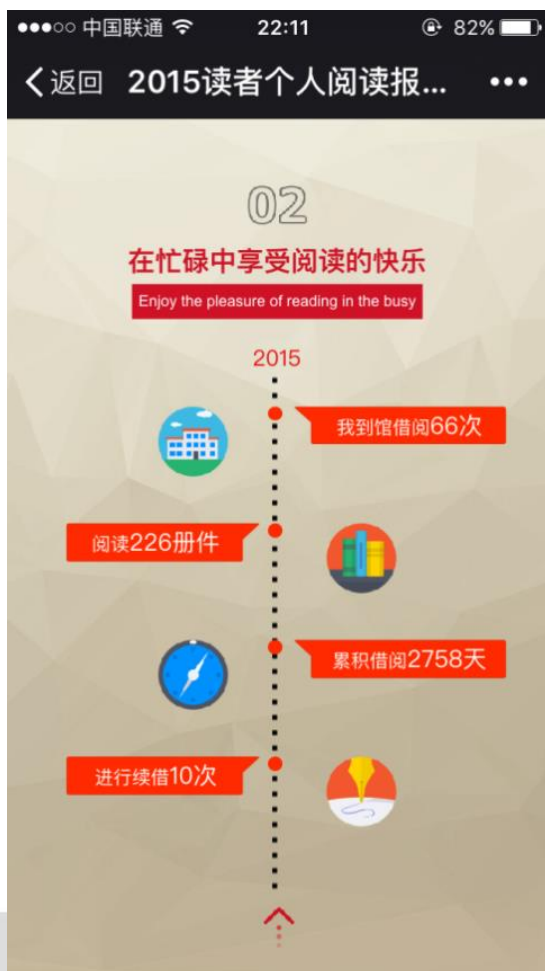 中国联通 22:11 82%
返回 2015读者个人阅读报...
02
在忙碌中享受阅读的快乐
Enjoy the pleasure of reading in the busy
2015
我到馆借阅66次
阅读226册件
累积借阅2758天
进行续借10次